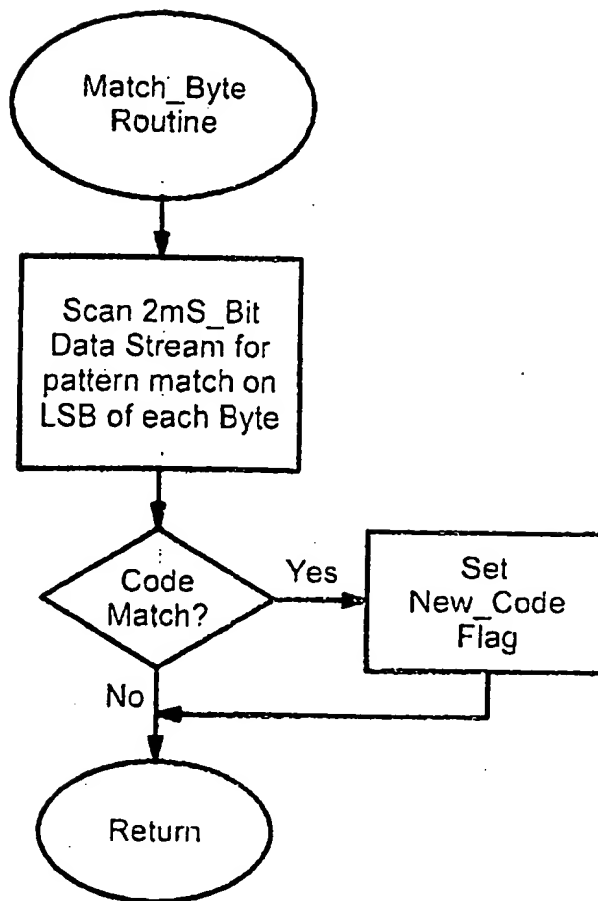 Match_Byte
Routine
Scan 2mS_Bit
Data Stream for
pattern match on
LSB of each Byte
Code
Match?
Yes
Set
New_Code
Flag
No
Return